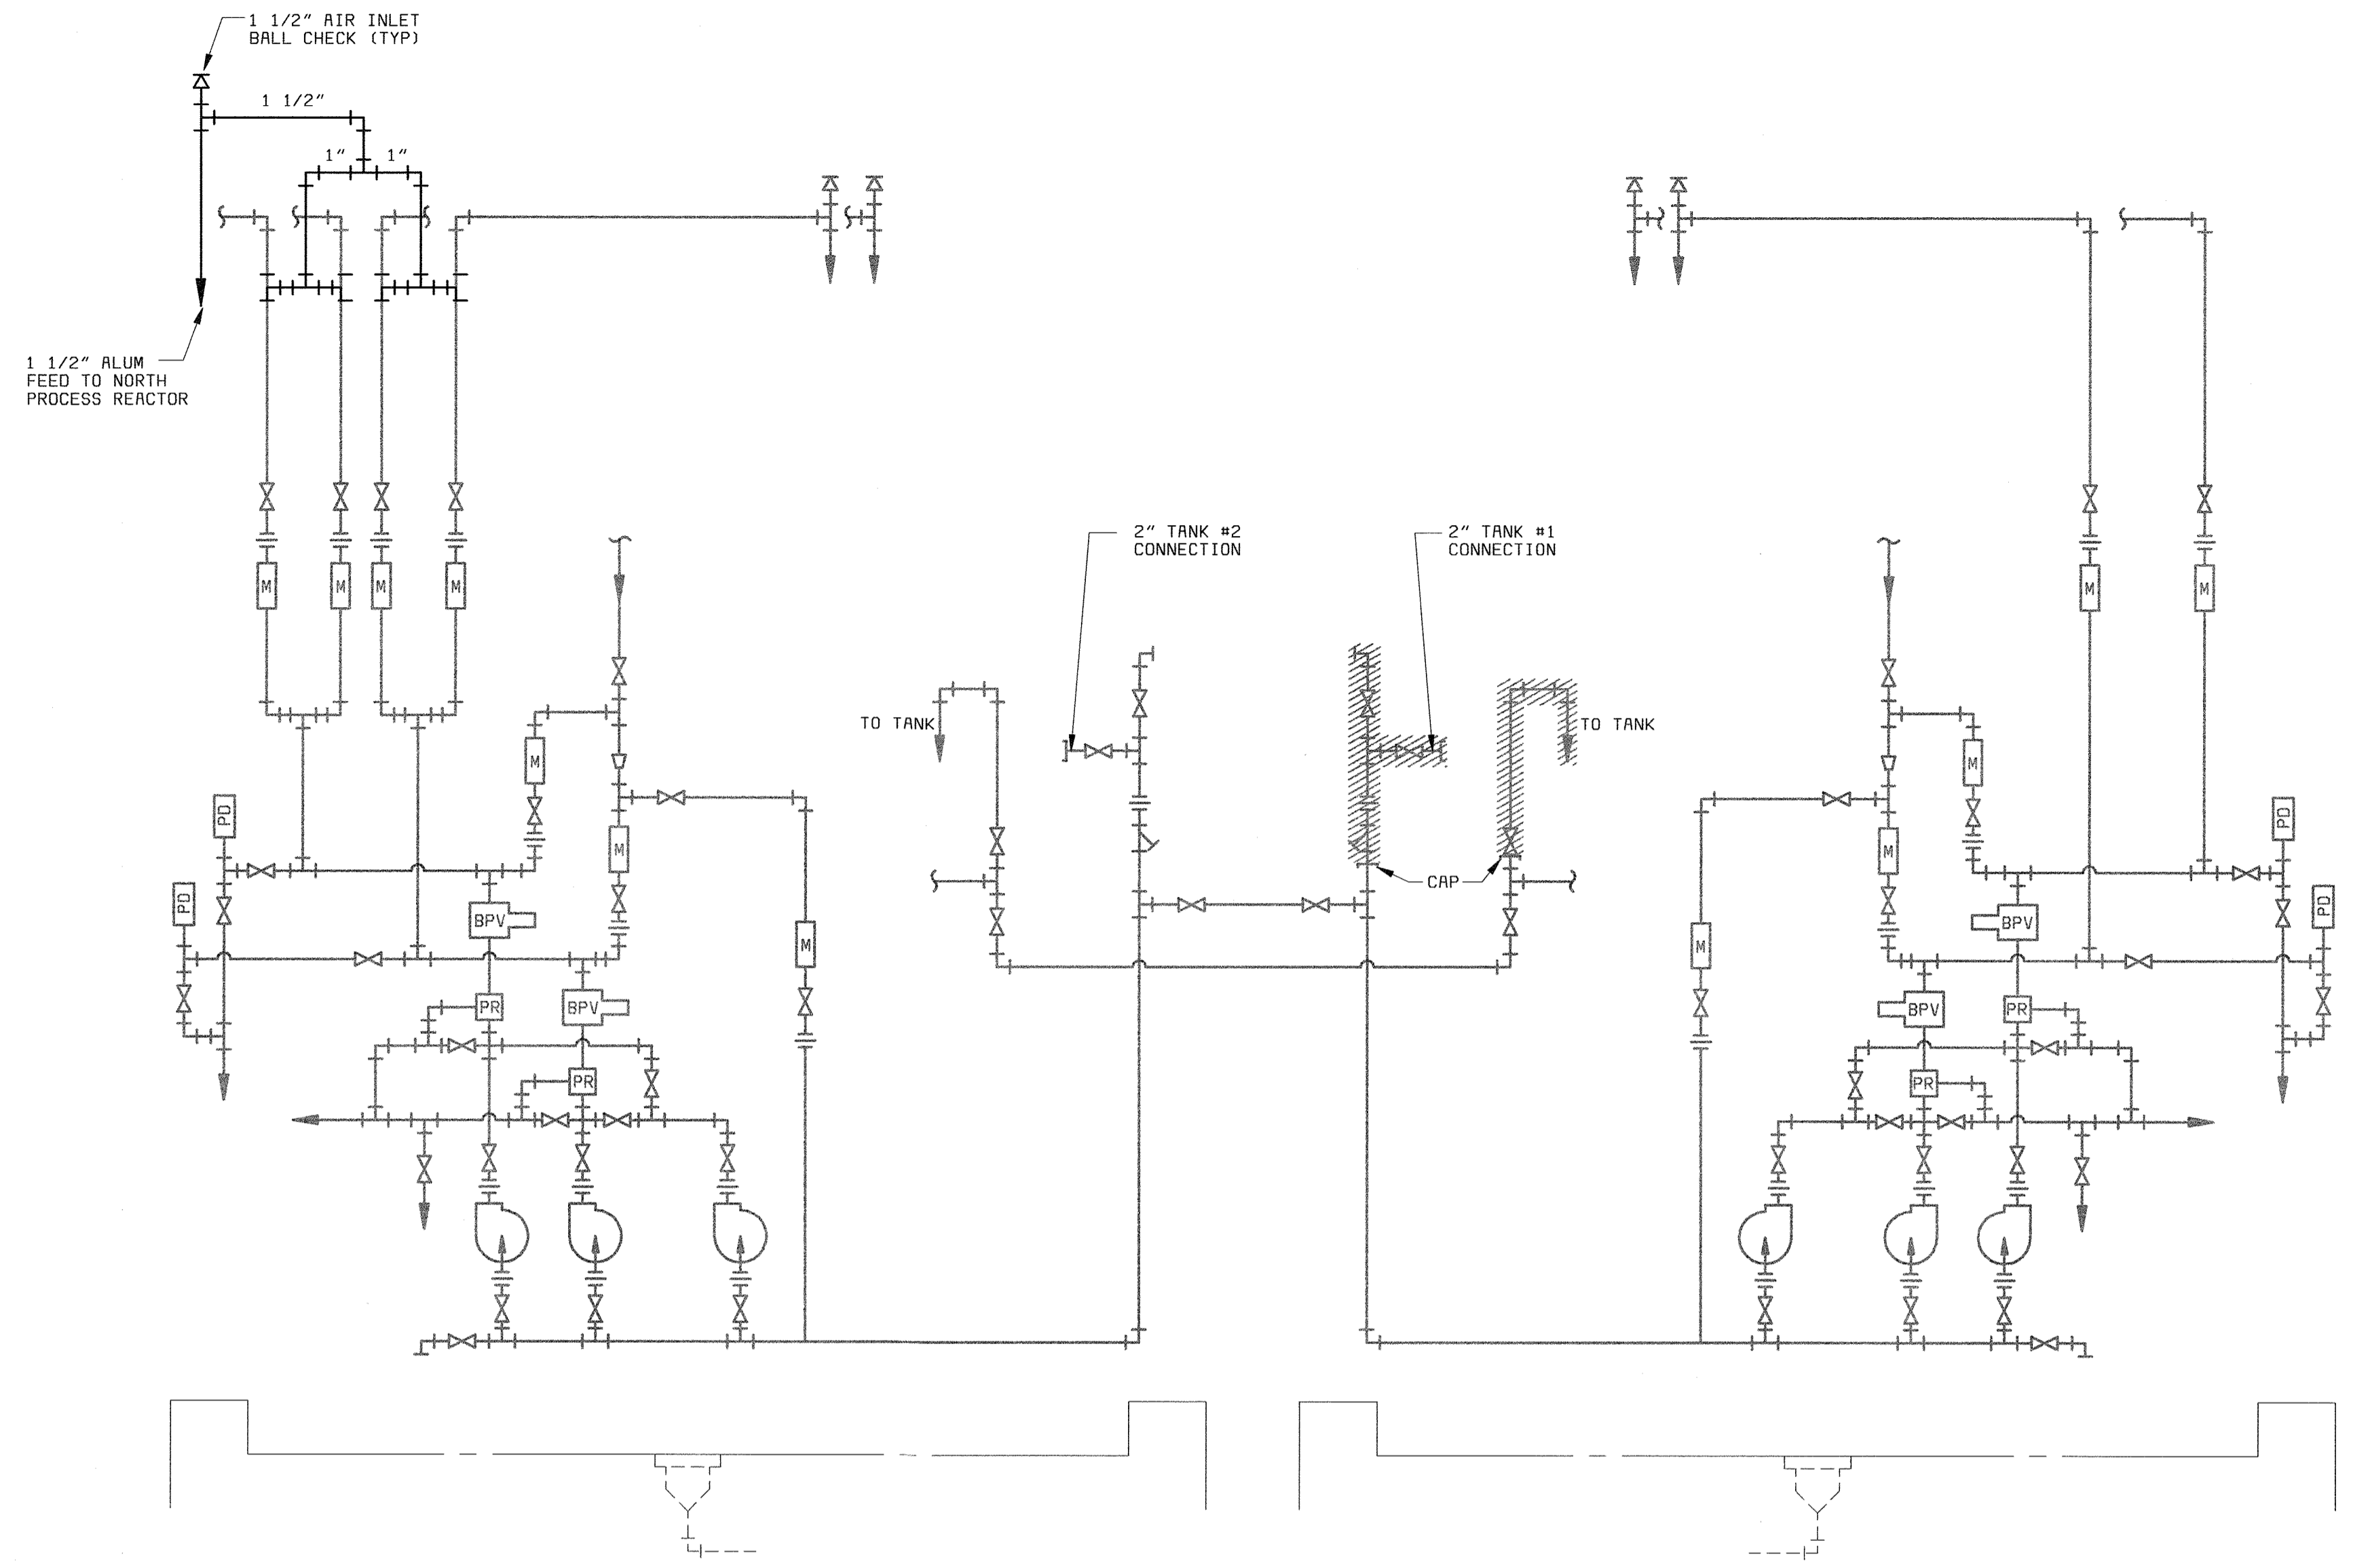 1 1/2" AIR INLET
BALL CHECK (TYP)
1 1/2"
1" 1"
1 1/2" ALUM
FEED TO NORTH
PROCESS REACTOR
2" TANK #2
CONNECTION
2" TANK #1
CONNECTION
M M M M
M M
TO TANK
TO TANK
M
M
PD
PD
M
M
CAP
PD
PD
BPV
BPV
M
M
PR
BPV
BPV
PR
PR
PR